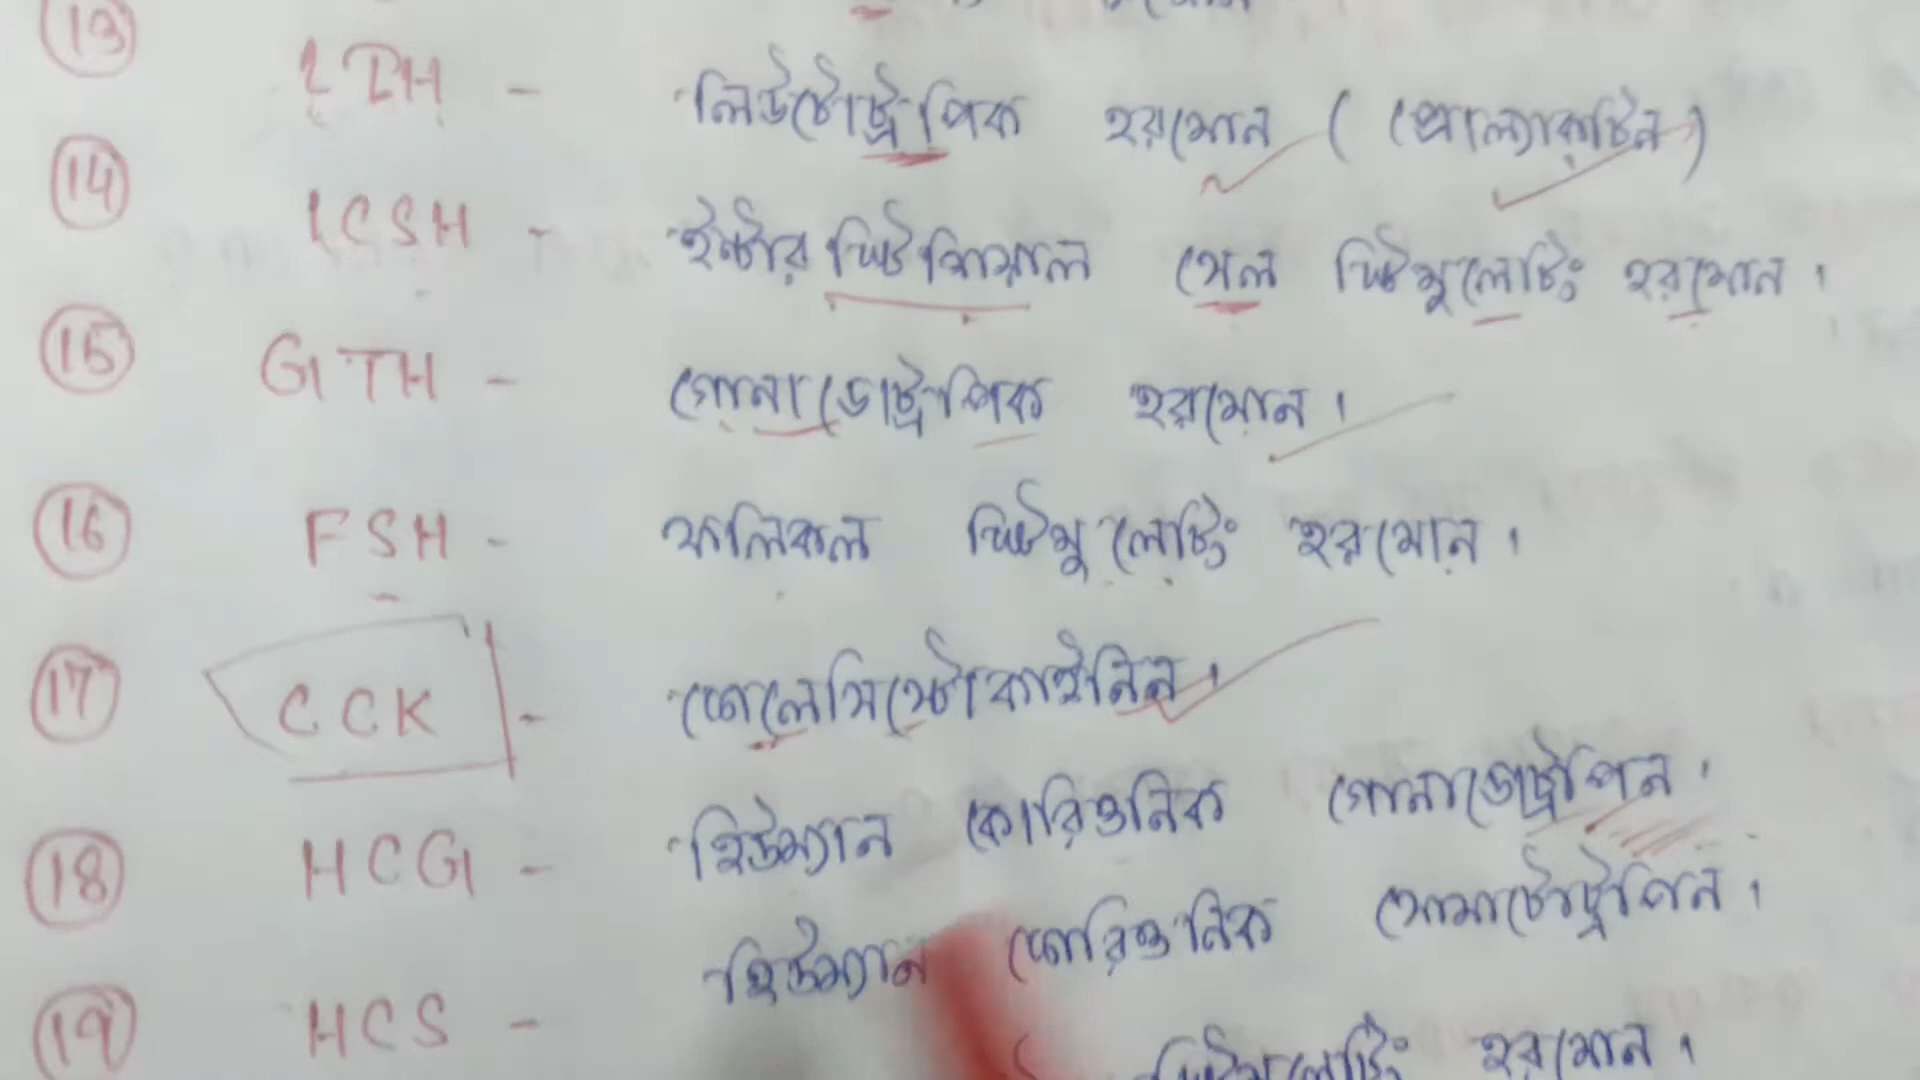 (13) LTH - লিউটোট্রপিক হরমোন (প্রোল্যাকটিন)
(14) ICSH - ইন্টারস্টিটিশিয়াল সেল স্টিমুলেটিং হরমোন।
(15) GTH - গোনাডোট্রপিক হরমোন।
(16) FSH - ফলিকল স্টিমুলেটিং হরমোন।
(17) CCK - কোলেসিস্টোকাইনিন।
(18) HCG - হিউম্যান কোরিওনিক গোনাডোট্রপিন।
(19) HCS - হিউম্যান কোরিওনিক সোমাটোট্রপিন।
স্টিমুলেটিং হরমোন।